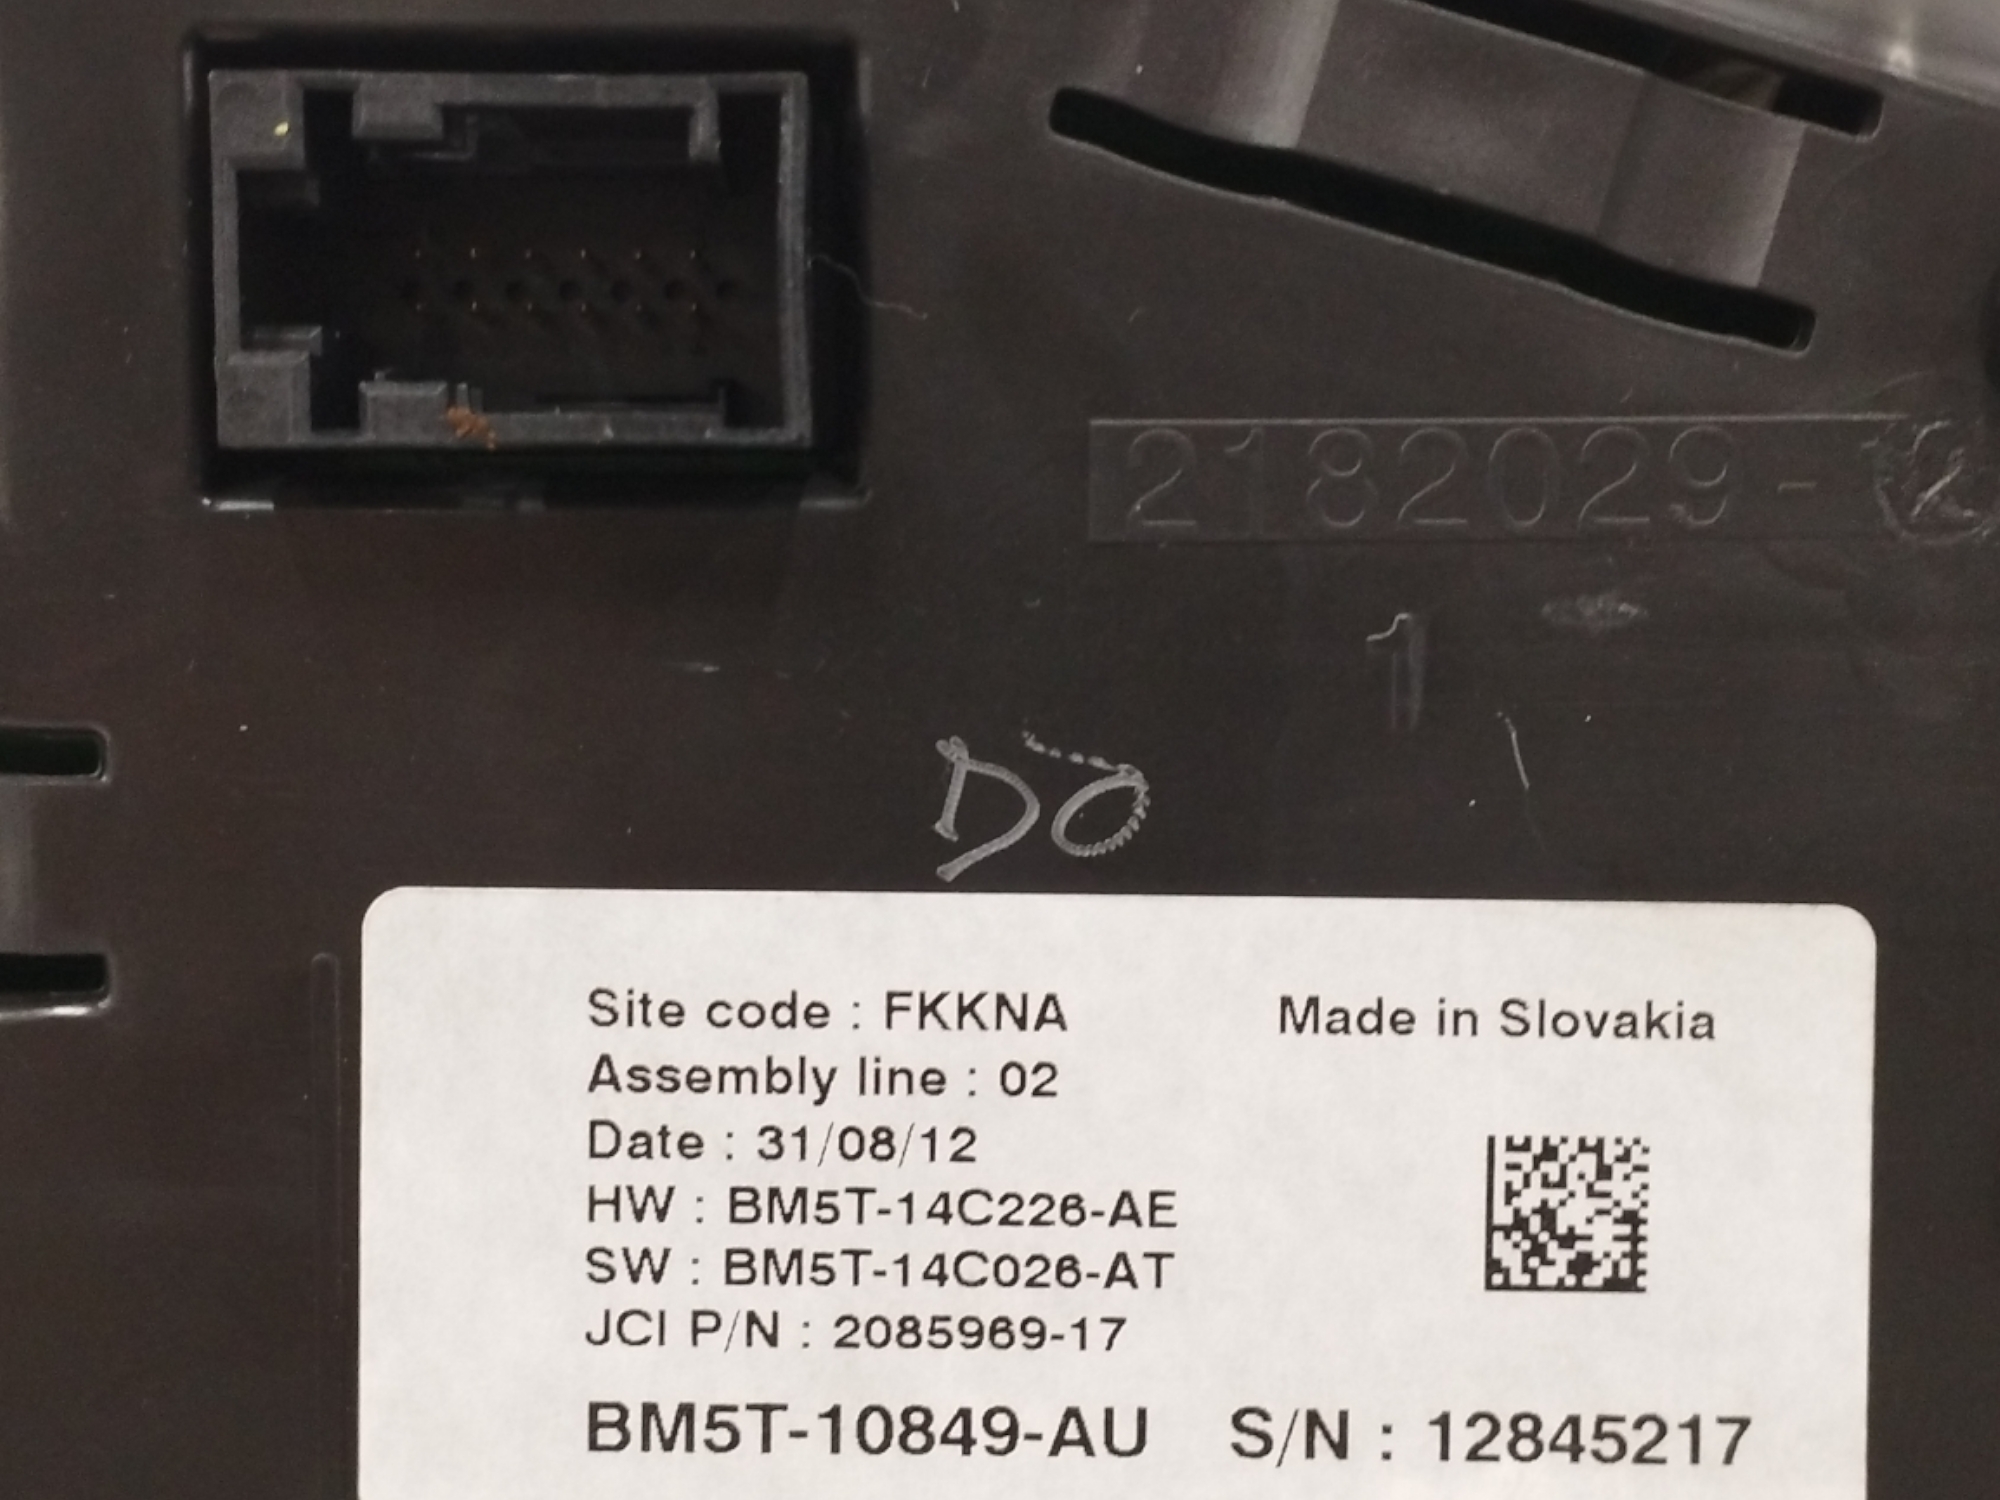 2182029-
1
DO
Site code : FKKNA
Made in Slovakia
Assembly line : 02
Date : 31/08/12
HW : BM5T-14C226-AE
SW : BM5T-14C026-AT
JCI P/N : 2085969-17
BM5T-10849-AU S/N : 12845217